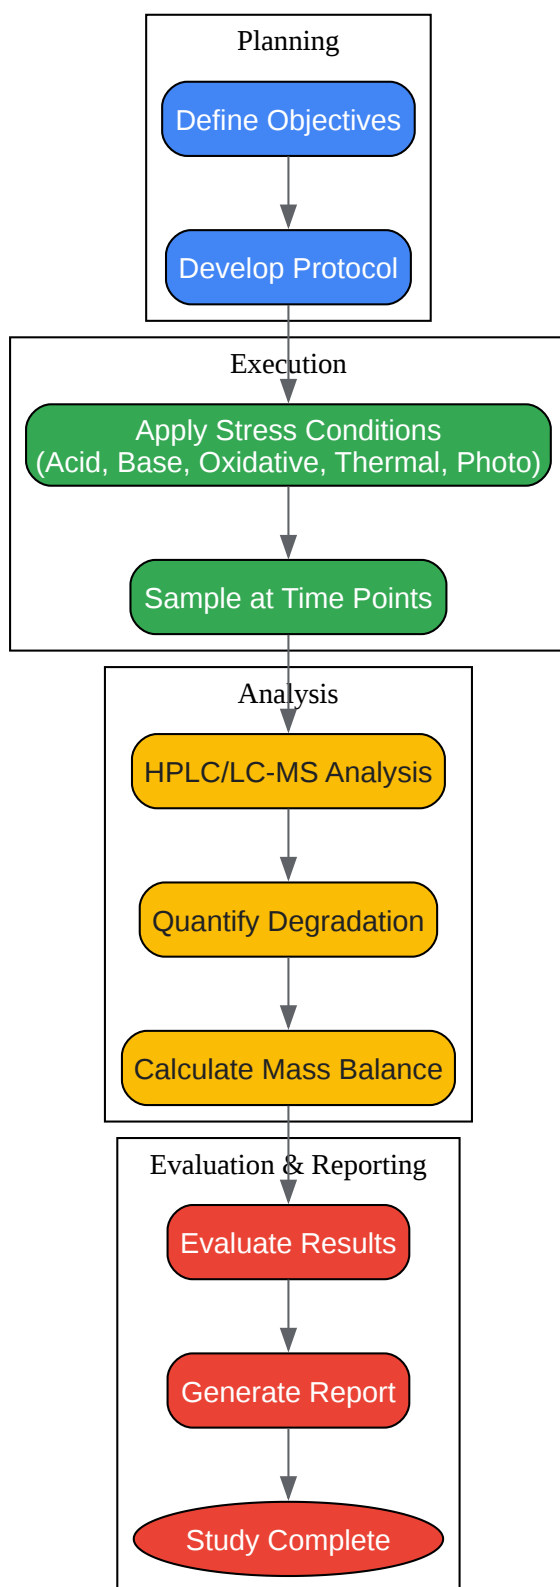 Planning
Define Objectives
Develop Protocol
Execution
Apply Stress Conditions
(Acid, Base, Oxidative, Thermal, Photo)
Sample at Time Points
Analysis
HPLC/LC-MS Analysis
Quantify Degradation
Calculate Mass Balance
Evaluation & Reporting
Evaluate Results
Generate Report
Study Complete